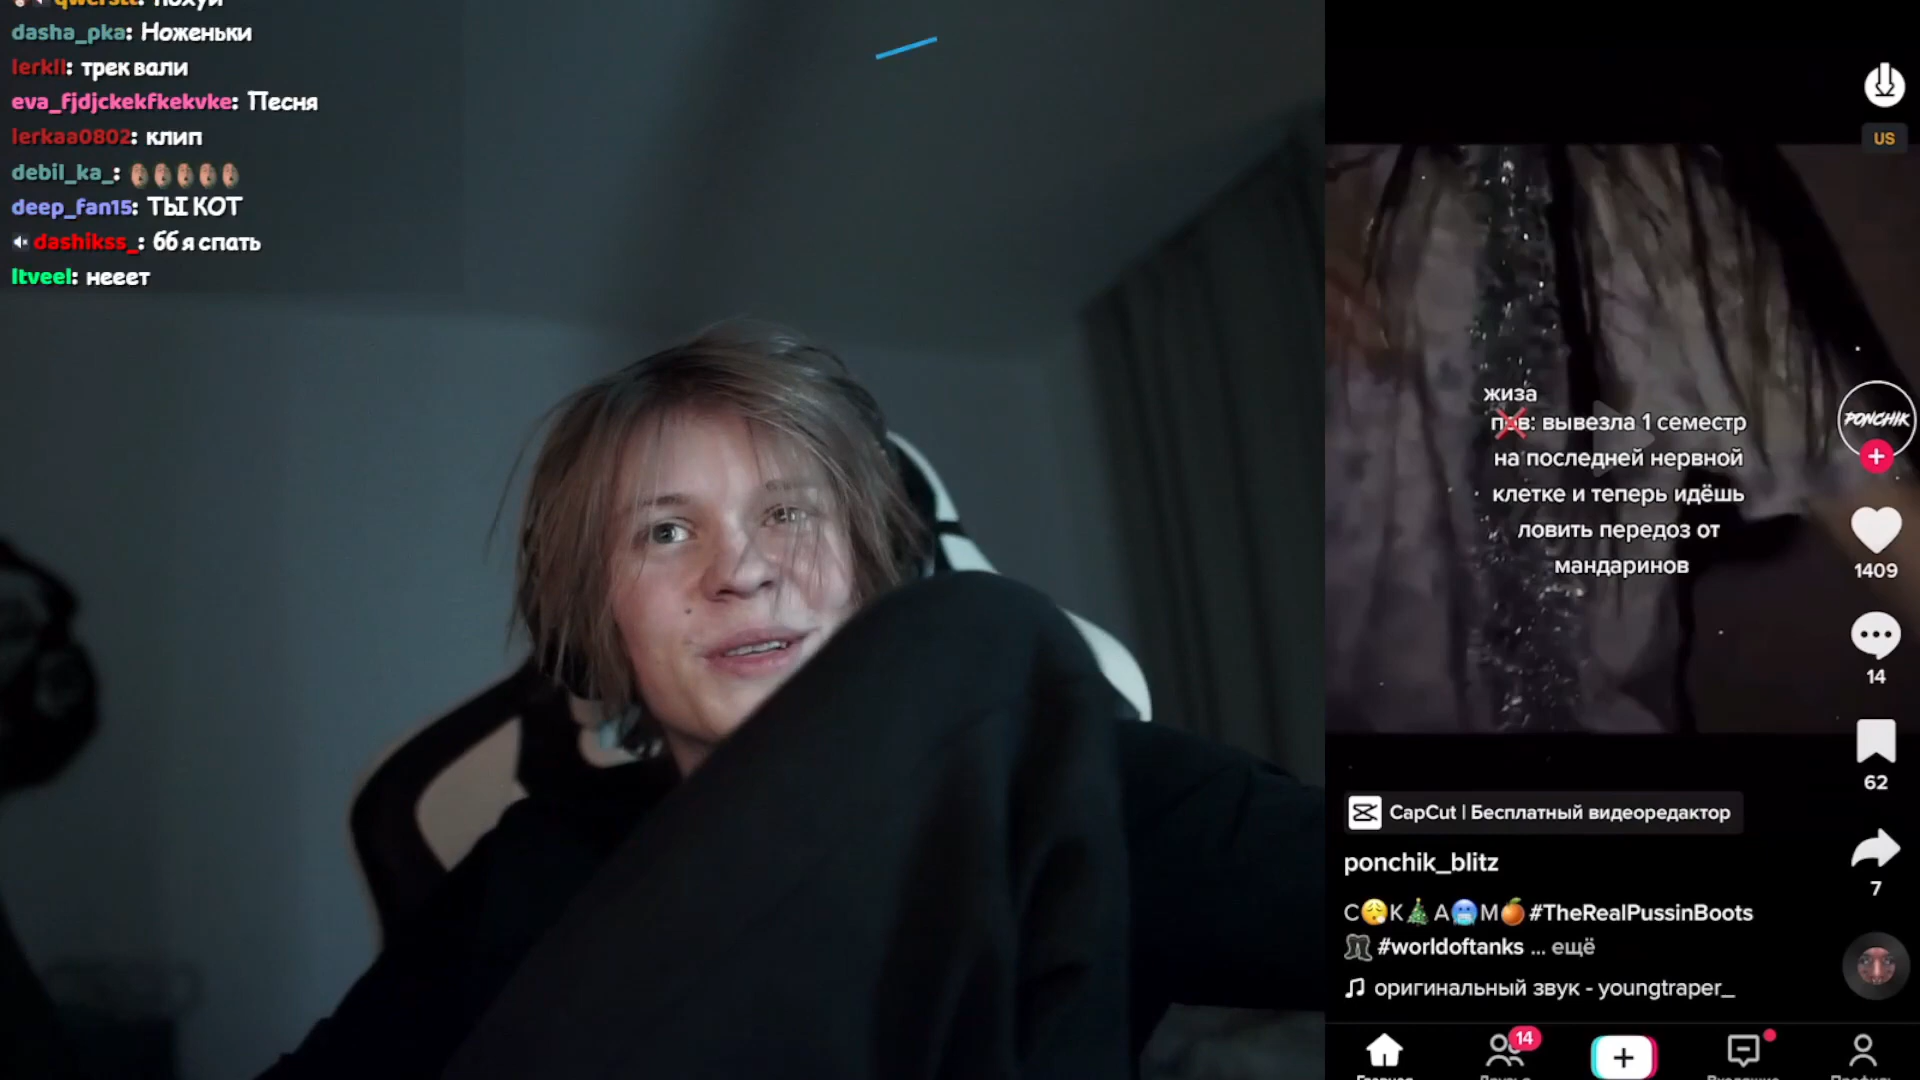 dasha_pka: Ноженьки
lerkll: трек вали
eva_fjdjckekfkekvke: Песня
lerkaa0802: клип
debil_ka_:
deep_fan15: ТЫ КОТ
dashikss_: бб я спать
ltveel: нееет
US
жиза
пов: вывезла 1 семестр
на последней нервной
клетке и теперь идёшь
ловить передоз от
мандаринов
PONCHIK
1409
14
62
7
CapCut | Бесплатный видеоредактор
ponchik_blitz
С😮‍💨К🎄А🥶М🍊#TheRealPussinBoots
#worldoftanks ... ещё
оригинальный звук - youngtraper_
14